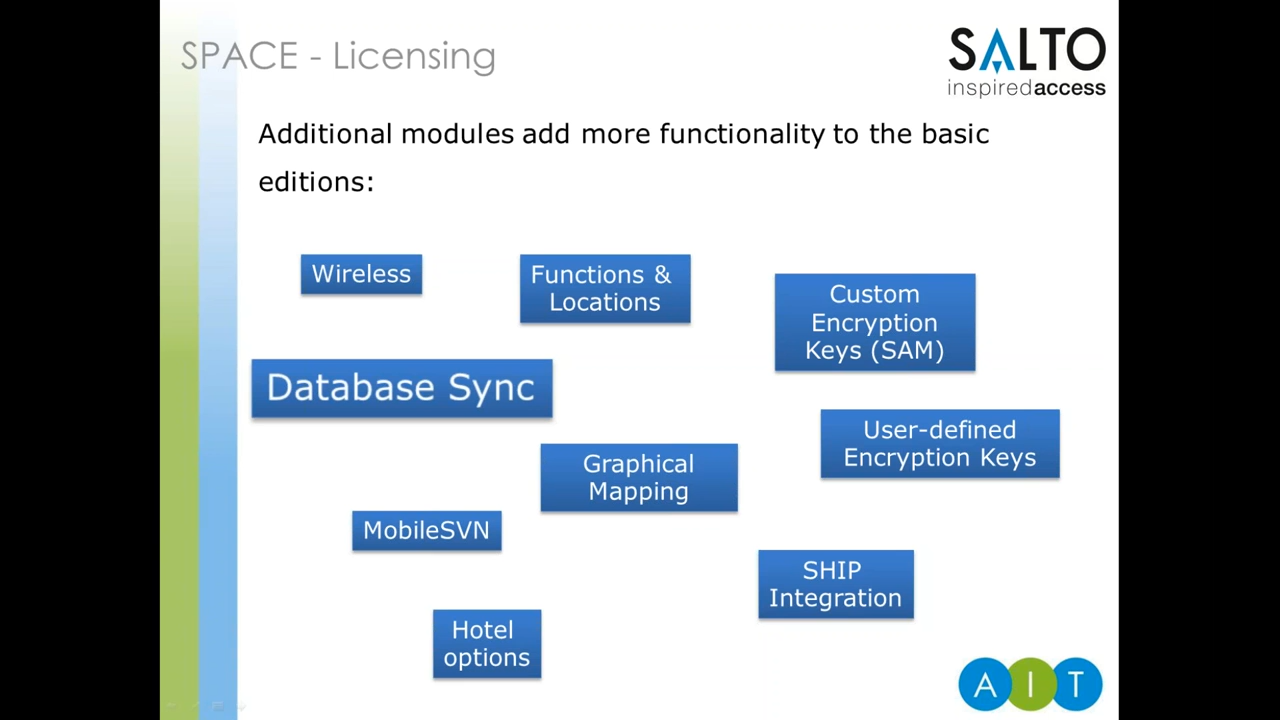 SPACE - Licensing
SALTO
inspiredaccess
Additional modules add more functionality to the basic
editions:
Wireless
Functions &
Locations
Custom
Encryption
Keys (SAM)
Database Sync
User-defined
Encryption Keys
Graphical
Mapping
MobileSVN
SHIP
Integration
Hotel
options
A I T